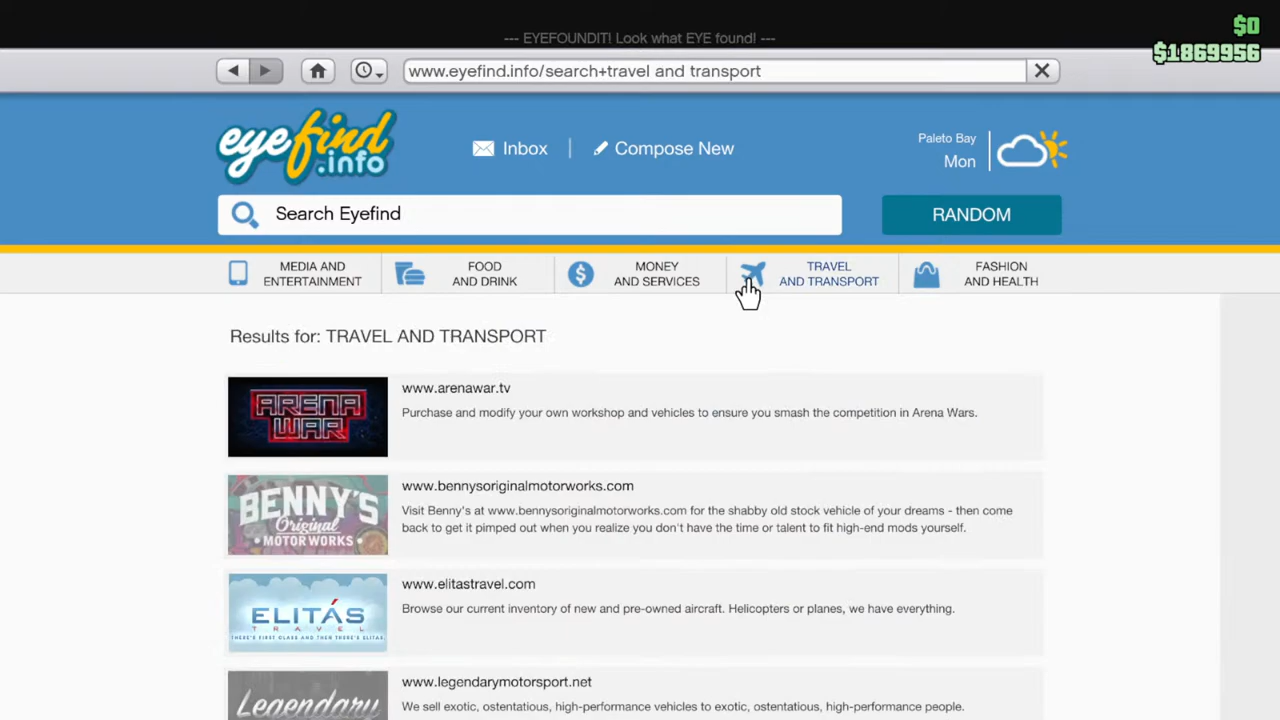 $0
$1869956
--- EYEFOUNDIT! Look what EYE found! ---
www.eyefind.info/search+travel and transport
eyefind
.info
Inbox
Compose New
Paleto Bay
Mon
Search Eyefind
RANDOM
MEDIA AND
ENTERTAINMENT
FOOD
AND DRINK
MONEY
AND SERVICES
TRAVEL
AND TRANSPORT
FASHION
AND HEALTH
Results for: TRAVEL AND TRANSPORT
ARENA
WAR
www.arenawar.tv
Purchase and modify your own workshop and vehicles to ensure you smash the competition in Arena Wars.
BENNY'S
Original
MOTOR WORKS
www.bennysoriginalmotorworks.com
Visit Benny's at www.bennysoriginalmotorworks.com for the shabby old stock vehicle of your dreams - then come
back to get it pimped out when you realize you don't have the time or talent to fit high-end mods yourself.
ELITÁS
TRAVEL
THERE'S FIRST CLASS AND THEN THERE'S ELITAS.
www.elitastravel.com
Browse our current inventory of new and pre-owned aircraft. Helicopters or planes, we have everything.
Legendary
www.legendarymotorsport.net
We sell exotic, ostentatious, high-performance vehicles to exotic, ostentatious, high-performance people.